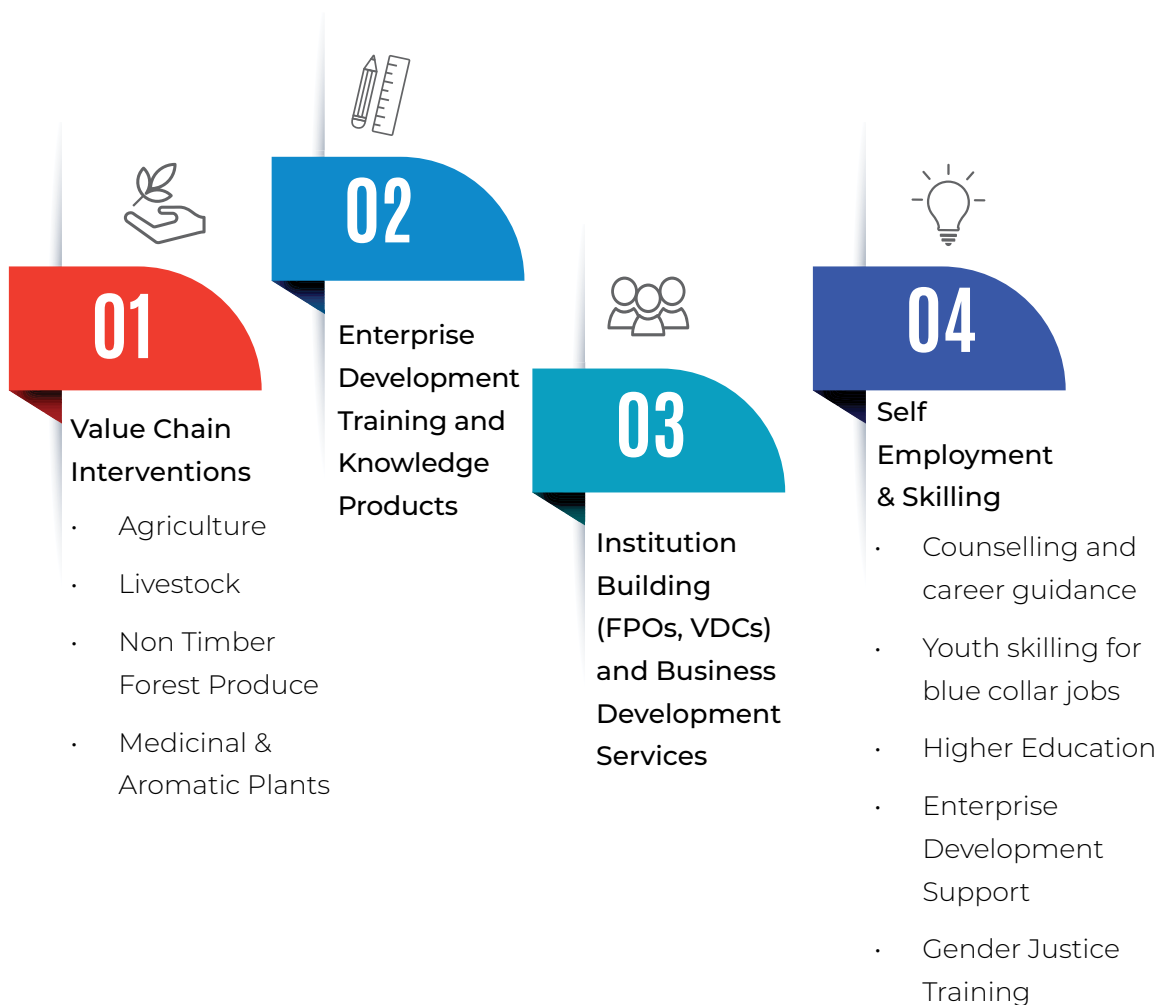 01
Value Chain
Interventions
· Agriculture
· Livestock
· Non Timber
Forest Produce
· Medicinal &
Aromatic Plants
02
Enterprise
Development
Training and
Knowledge
Products
03
Institution
Building
(FPOs, VDCs)
and Business
Development
Services
04
Self
Employment
& Skilling
· Counselling and
career guidance
· Youth skilling for
blue collar jobs
· Higher Education
· Enterprise
Development
Support
· Gender Justice
Training